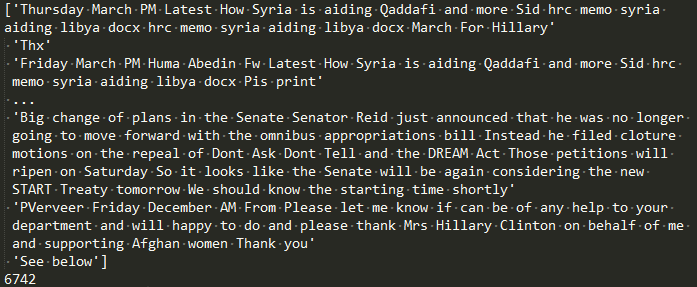 ['Thursday March PM Latest How Syria is aiding Qaddafi and more Sid hrc memo syria
aiding libya docx hrc memo syria aiding libya docx March For Hillary'
'Thx'
'Friday March PM Huma Abedin Fw Latest How Syria is aiding Qaddafi and more Sid hrc
memo syria aiding libya docx Pis print'
...
'Big change of plans in the Senate Senator Reid just announced that he was no longer
going to move forward with the omnibus appropriations bill Instead he filed cloture
motions on the repeal of Dont Ask Dont Tell and the DREAM Act Those petitions will
ripen on Saturday So it looks like the Senate will be again considering the new
START Treaty tomorrow We should know the starting time shortly'
'PVerveer Friday December AM From Please let me know if can be of any help to your
department and will happy to do and please thank Mrs Hillary Clinton on behalf of me
and supporting Afghan women Thank you'
'See below']
6742